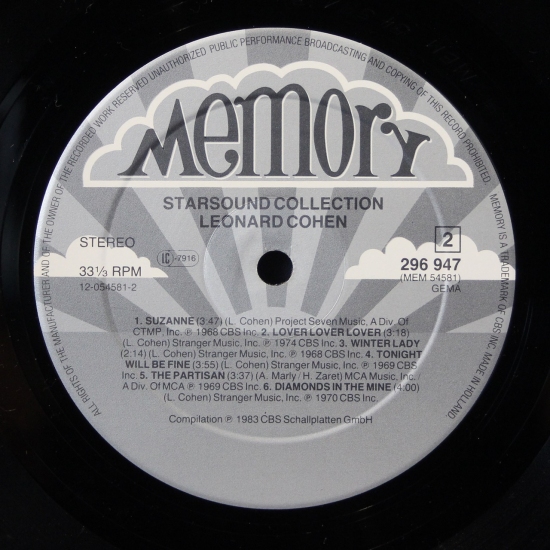 ALL RIGHTS OF THE MANUFACTURER AND OF THE OWNER OF THE RECORDED WORK RESERVED UNAUTHORIZED PUBLIC PERFORMANCE BROADCASTING AND COPYING OF THIS RECORD PROHIBITED. MEMORY IS A TRADEMARK OF CBS INC. MADE IN HOLLAND
Memory
STARSOUND COLLECTION
LEONARD COHEN
STEREO
LC-7916
2
33⅓ RPM
296 947
12-054581-2
(MEM 54581)
GEMA
1. SUZANNE (3:47) (L. Cohen) Project Seven Music, A Div. Of
CTMP, Inc. ℗ 1968 CBS Inc. 2. LOVER LOVER LOVER (3:18)
(L. Cohen) Stranger Music, Inc. ℗ 1974 CBS Inc. 3. WINTER LADY
(2:14) (L. Cohen) Stranger Music, Inc. ℗ 1968 CBS Inc. 4. TONIGHT
WILL BE FINE (3:55) (L. Cohen) Stranger Music, Inc. ℗ 1969 CBS
Inc. 5. THE PARTISAN (3:37) (A. Marly / H. Zaret) MCA Music, Inc.
A Div. Of MCA ℗ 1969 CBS Inc. 6. DIAMONDS IN THE MINE (4:00)
(L. Cohen) Stranger Music, Inc. ℗ 1970 CBS Inc.
Compilation ℗ 1983 CBS Schallplatten GmbH